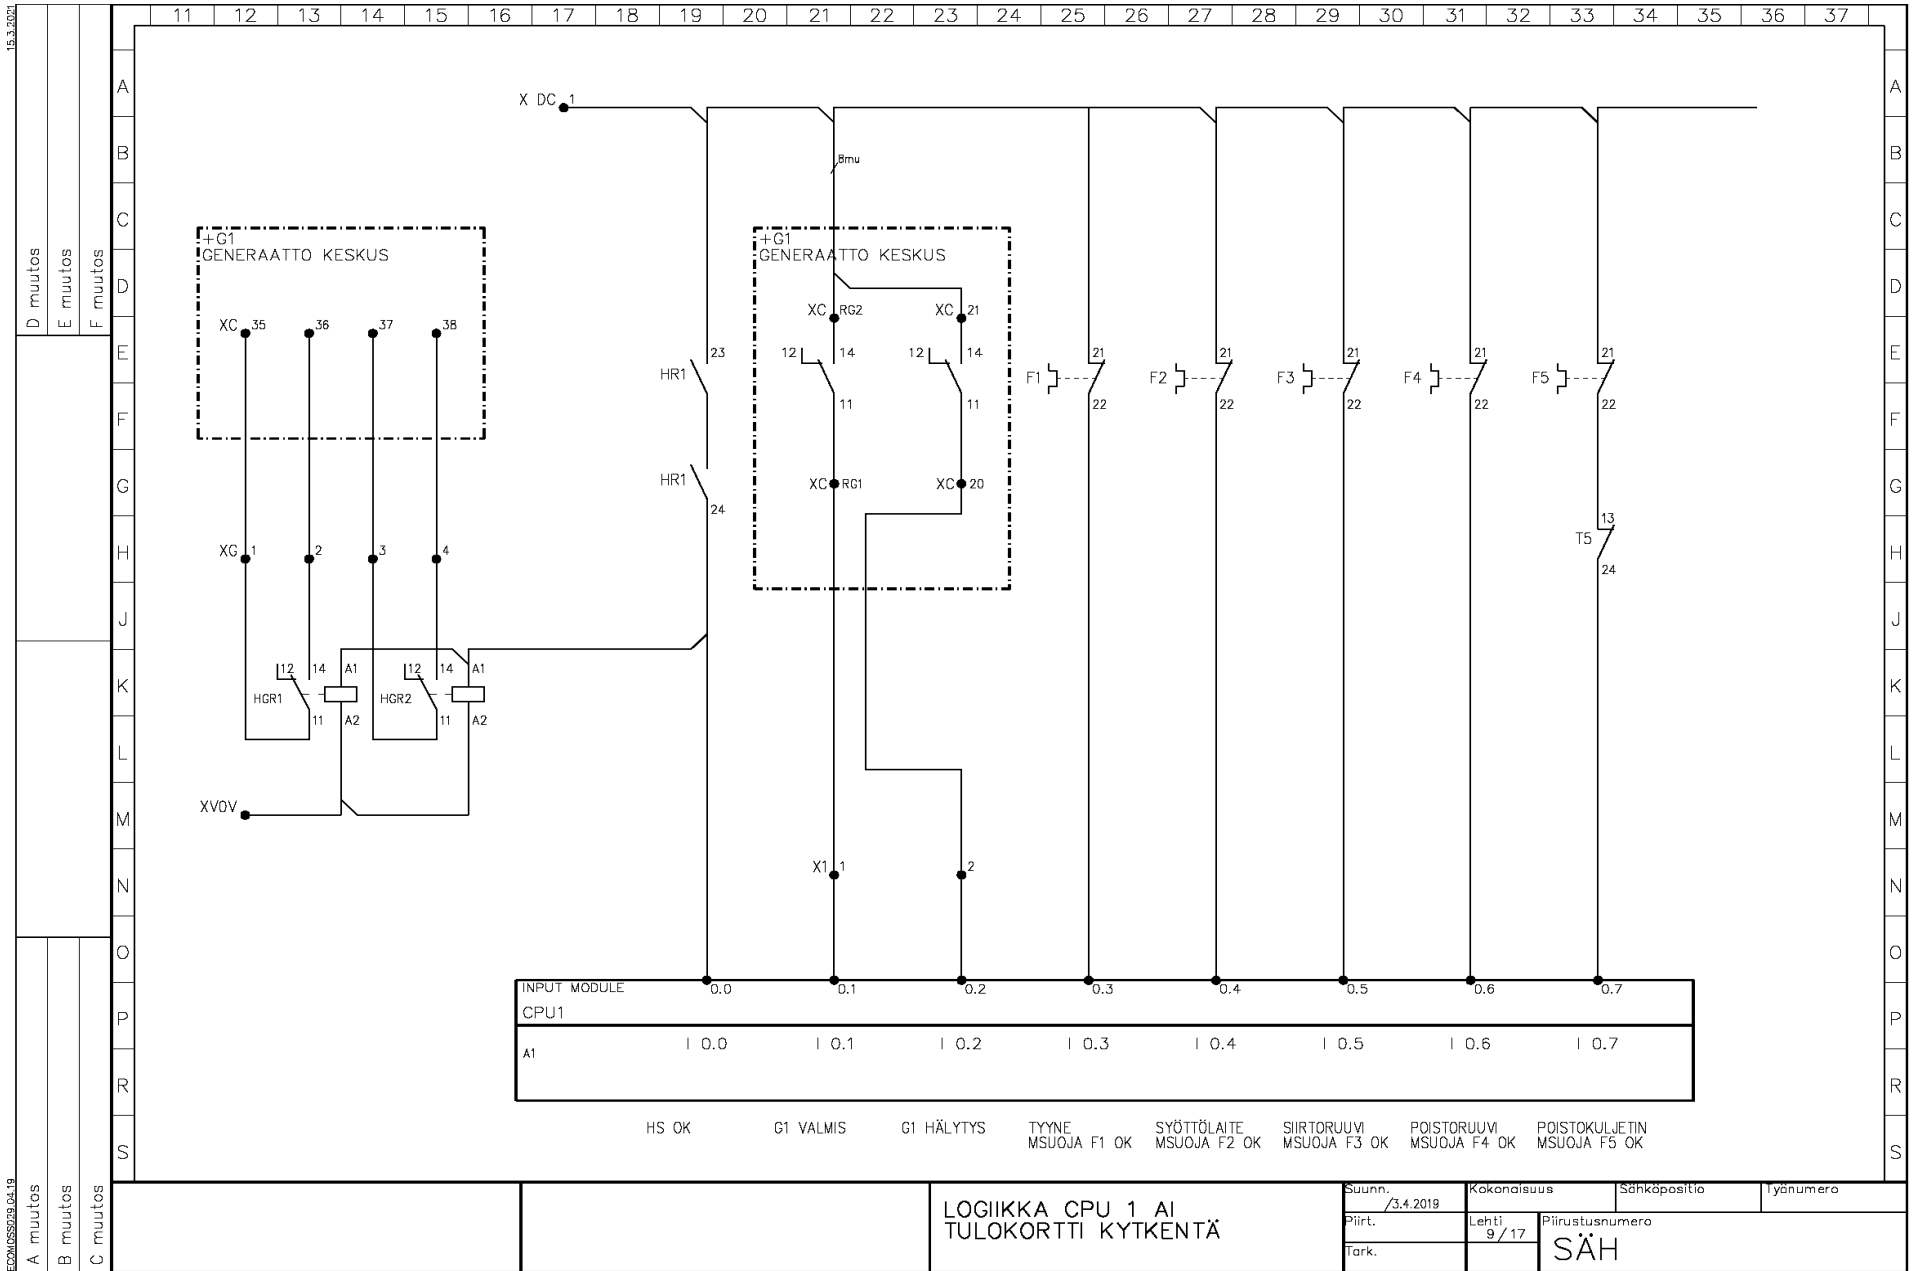 11 12 13 14 15 16 17 18 19 20 21 22 23 24 25 26 27 28 29 30 31 32 33 34 35 36 37
15.3.2021
A A
X DC 1
B B
Brnu
C C
+G1 +G1
GENERAATTO KESKUS GENERAATTO KESKUS
D muutos
E muutos
F muutos
D D
XC RG2 XC 21
XC 35 36 37 38
E E
23 12 14 12 14 21 21 21 21 21
HR1 F1 F2 F3 F4 F5
11 11 22 22 22 22 22
F F
HR1 XC RG1 XC 20
G G
24
13
T5
24
XG 1 2 3 4
H H
J J
12 14 A1 12 14 A1
K K
HGR1 HGR2
11 A2 11 A2
L L
XV0V
M M
X1 1 2
N N
O O
INPUT MODULE 0.0 0.1 0.2 0.3 0.4 0.5 0.6 0.7
CPU1
P P
A1 I 0.0 I 0.1 I 0.2 I 0.3 I 0.4 I 0.5 I 0.6 I 0.7
R R
HS OK G1 VALMIS G1 HÄLYTYS TYYNE SYÖTTÖLAITE SIIRTORUUVI POISTORUUVI POISTOKULJETIN
MSUOJA F1 OK MSUOJA F2 OK MSUOJA F3 OK MSUOJA F4 OK MSUOJA F5 OK
S S
ECOMOSS029.04.19
A muutos
B muutos
C muutos
LOGIIKKA CPU 1 AI
TULOKORTTI KYTKENTÄ
Suunn. /3.4.2019
Kokonaisuus
Sähköpositio
Työnumero
Piirt.
Lehti 9/17
Piirustusnumero
SÄH
Tark.